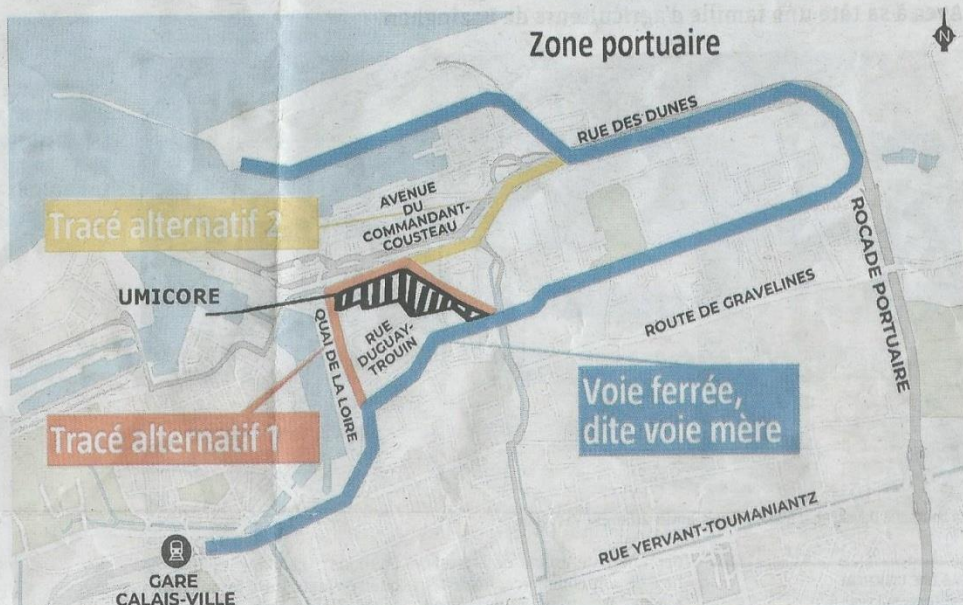 Zone portuaire
N
RUE DES DUNES
AVENUE
DU
COMMANDANT-
COUSTEAU
Tracé alternatif 2
UMICORE
QUAI DE LA LOIRE
RUE
DUGUAY-
TROUIN
ROUTE DE GRAVELINES
ROCADE PORTUAIRE
Tracé alternatif 1
Voie ferrée,
dite voie mère
RUE YERVANT-TOUMANIANTZ
GARE
CALAIS-VILLE